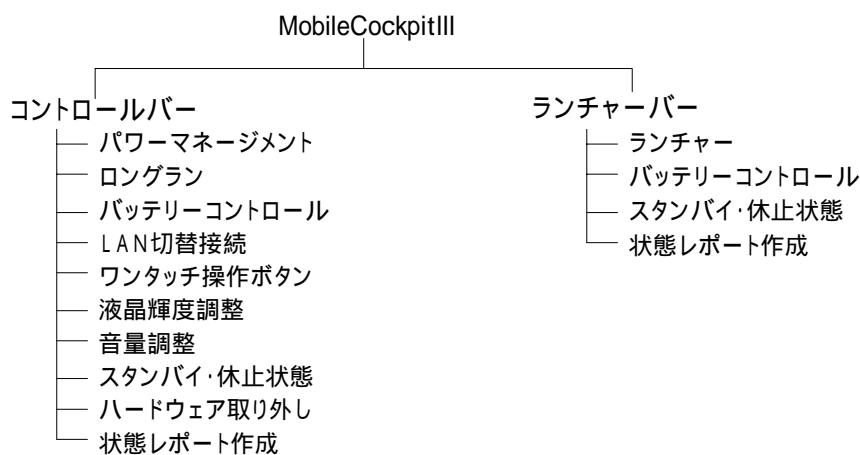 MobileCockpitIII
コントロールバー
パワーマネージメント
ロングラン
バッテリーコントロール
LAN切替接続
ワンタッチ操作ボタン
液晶輝度調整
音量調整
スタンバイ・休止状態
ハードウェア取り外し
状態レポート作成
ランチャーバー
ランチャー
バッテリーコントロール
スタンバイ・休止状態
状態レポート作成